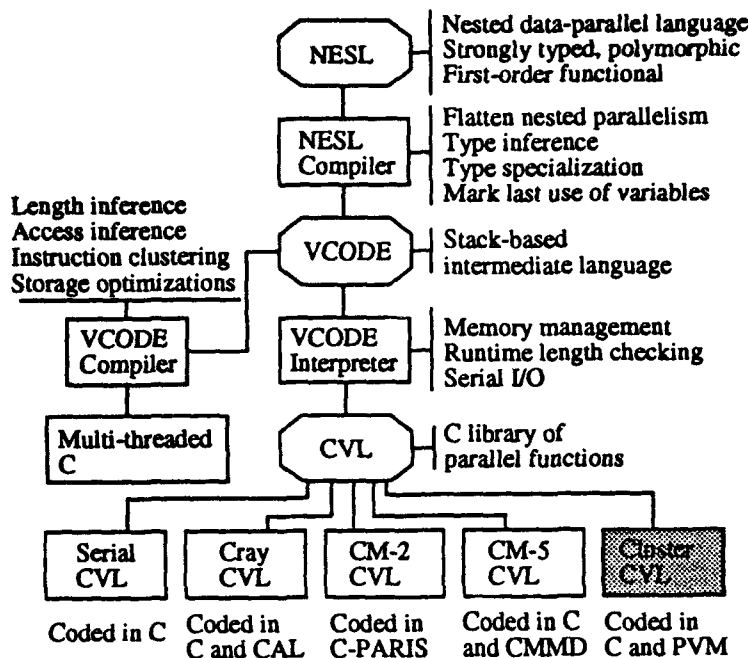 NESL
Nested data-parallel language
Strongly typed, polymorphic
First-order functional
NESL
Compiler
Flatten nested parallelism
Type inference
Type specialization
Mark last use of variables
Length inference
Access inference
Instruction clustering
Storage optimizations
VCODE
Stack-based
intermediate language
VCODE
Compiler
VCODE
Interpreter
Memory management
Runtime length checking
Serial I/O
Multi-threaded
C
CVL
C library of
parallel functions
Serial
CVL
Cray
CVL
CM-2
CVL
CM-5
CVL
Cluster
CVL
Coded in C
Coded in
C and CAL
Coded in
C-PARIS
Coded in C
and CMMD
Coded in
C and PVM